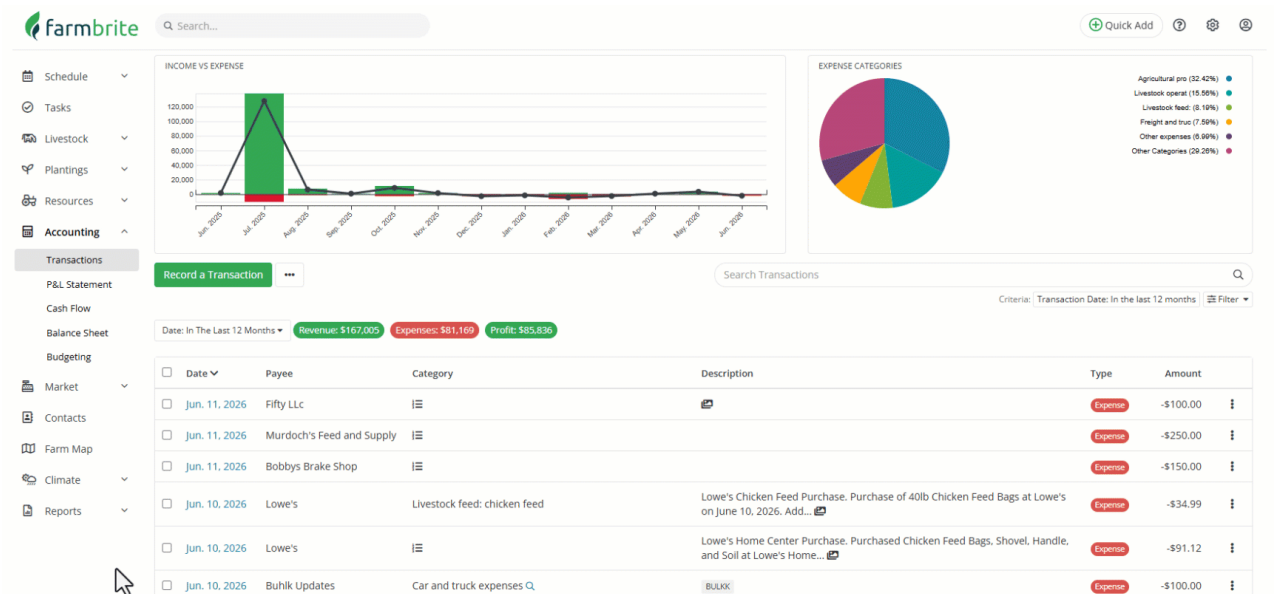 farmbrite
Search...
Quick Add
Schedule
Tasks
Livestock
Plantings
Resources
Accounting
Transactions
P&L Statement
Cash Flow
Balance Sheet
Budgeting
Market
Contacts
Farm Map
Climate
Reports
INCOME VS EXPENSE
120,000
100,000
80,000
60,000
40,000
20,000
0
Jun. 2025
Jul. 2025
Aug. 2025
Sep. 2025
Oct. 2025
Nov. 2025
Dec. 2025
Jan. 2026
Feb. 2026
Mar. 2026
Apr. 2026
May. 2026
Jun. 2026
EXPENSE CATEGORIES
Agricultural pro (32.42%)
Livestock operat (15.56%)
Livestock feed: (8.19%)
Freight and truc (7.59%)
Other expenses (6.99%)
Other Categories (29.26%)
Record a Transaction
Search Transactions
Criteria: Transaction Date: In the last 12 months Filter
Date: In The Last 12 Months Revenue: $167,005 Expenses: $81,169 Profit: $85,836
Date Payee Category Description Type Amount
Jun. 11, 2026 Fifty LLc Expense -$100.00
Jun. 11, 2026 Murdoch's Feed and Supply Expense -$250.00
Jun. 11, 2026 Bobbys Brake Shop Expense -$150.00
Jun. 10, 2026 Lowe's Livestock feed: chicken feed Lowe's Chicken Feed Purchase. Purchase of 40lb Chicken Feed Bags at Lowe's Expense -$34.99
on June 10, 2026. Add...
Jun. 10, 2026 Lowe's Lowe's Home Center Purchase. Purchased Chicken Feed Bags, Shovel, Handle, Expense -$91.12
and Soil at Lowe's Home...
Jun. 10, 2026 Buhlk Updates Car and truck expenses BULKK Expense -$100.00